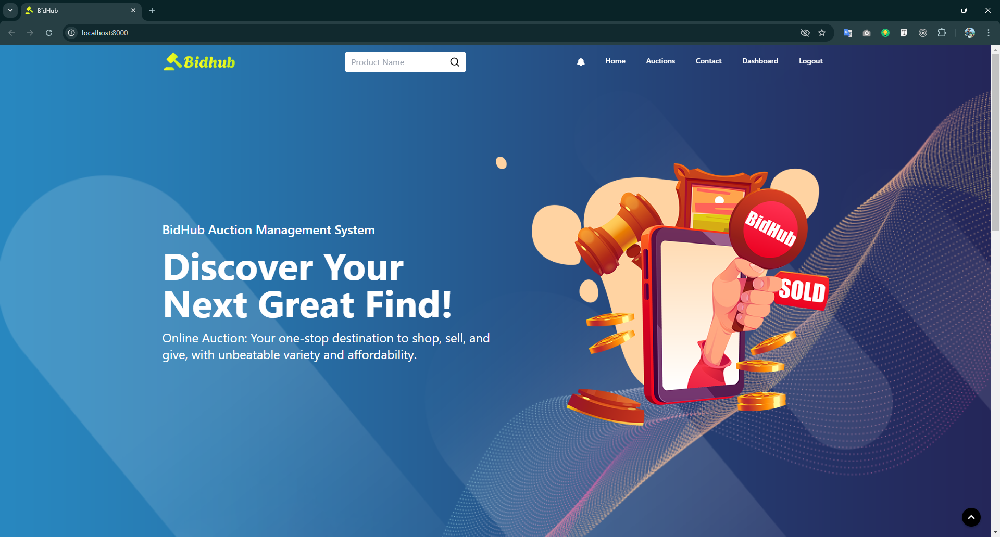 BidHub
localhost:8000
Bidhub
Product Name
Home
Auctions
Contact
Dashboard
Logout
BidHub Auction Management System
Discover Your
Next Great Find!
Online Auction: Your one-stop destination to shop, sell, and
give, with unbeatable variety and affordability.
BidHub
SOLD